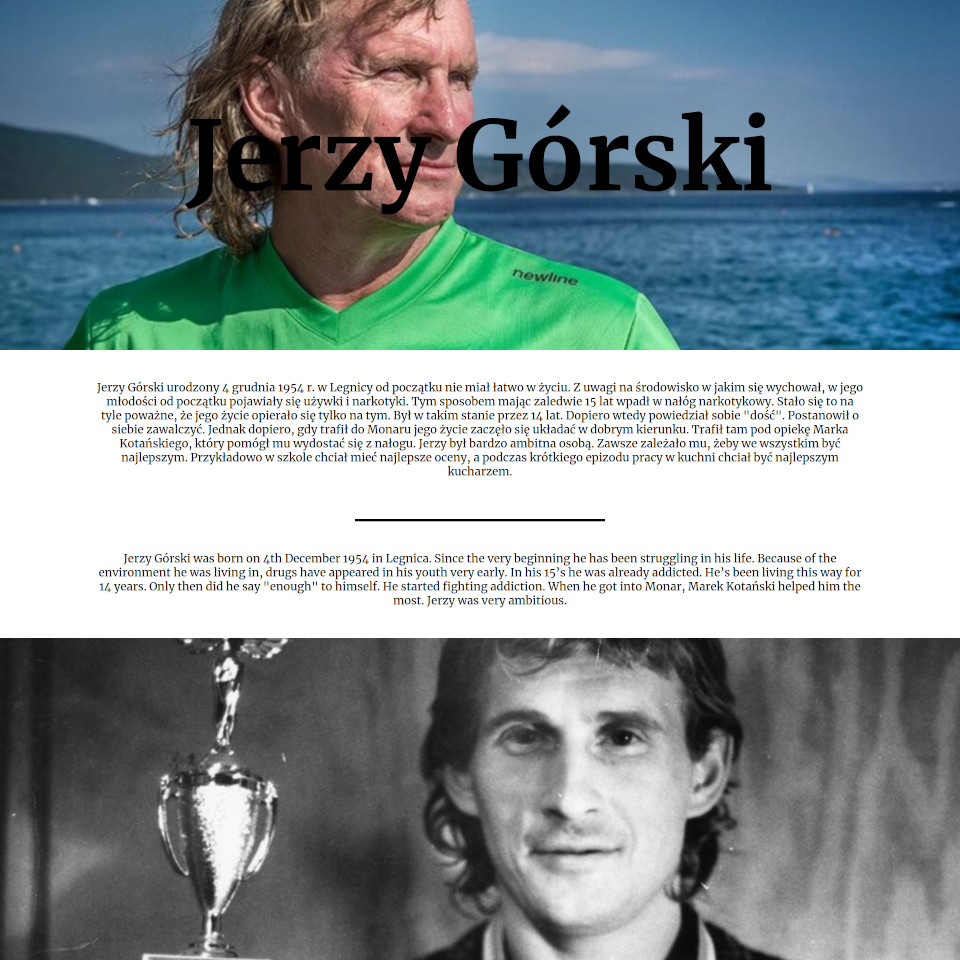 Jerzy Górski
newline
Jerzy Górski urodzony 4 grudnia 1954 r. w Legnicy od początku nie miał łatwo w życiu. Z uwagi na środowisko w jakim się wychował, w jego
młodości od początku pojawiały się używki i narkotyki. Tym sposobem mając zaledwie 15 lat wpadł w nałóg narkotykowy. Stało się to na
tyle poważne, że jego życie opierało się tylko na tym. Był w takim stanie przez 14 lat. Dopiero wtedy powiedział sobie "dość". Postanowił o
siebie zawalczyć. Jednak dopiero, gdy trafił do Monaru jego życie zaczęło się układać w dobrym kierunku. Trafił tam pod opiekę Marka
Kotańskiego, który pomógł mu wydostać się z nałogu. Jerzy był bardzo ambitna osobą. Zawsze zależało mu, żeby we wszystkim być
najlepszym. Przykładowo w szkole chciał mieć najlepsze oceny, a podczas krótkiego epizodu pracy w kuchni chciał być najlepszym
kucharzem.
Jerzy Górski was born on 4th December 1954 in Legnica. Since the very beginning he has been struggling in his life. Because of the
environment he was living in, drugs have appeared in his youth very early. In his 15's he was already addicted. He's been living this way for
14 years. Only then did he say "enough" to himself. He started fighting addiction. When he got into Monar, Marek Kotański helped him the
most. Jerzy was very ambitious.